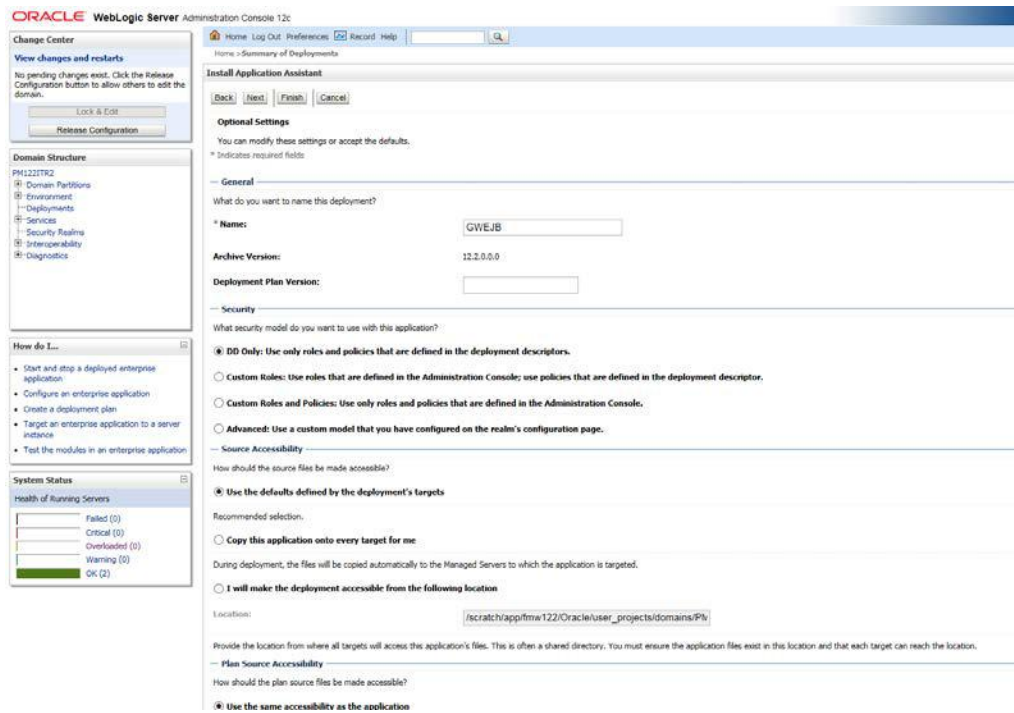 ORACLE WebLogic Server Administration Console 12c
Change Center
View changes and restarts
No pending changes exist. Click the Release
Configuration button to allow others to edit the
domain.
Lock & Edit
Release Configuration
Domain Structure
PM122ITR2
Domain Partitions
Environment
Deployments
Services
Security Realms
Interoperability
Diagnostics
How do I...
Start and stop a deployed enterprise
application
Configure an enterprise application
Create a deployment plan
Target an enterprise application to a server
instance
Test the modules in an enterprise application
System Status
Health of Running Servers
Failed (0)
Critical (0)
Overloaded (0)
Warning (0)
OK (2)
Home Log Out Preferences Record Help
Home >Summary of Deployments
Install Application Assistant
Back Next Finish Cancel
Optional Settings
You can modify these settings or accept the defaults.
* Indicates required fields
General
What do you want to name this deployment?
* Name: GWEJB
Archive Version: 12.2.0.0.0
Deployment Plan Version:
Security
What security model do you want to use with this application?
DD Only: Use only roles and policies that are defined in the deployment descriptors.
Custom Roles: Use roles that are defined in the Administration Console; use policies that are defined in the deployment descriptor.
Custom Roles and Policies: Use only roles and policies that are defined in the Administration Console.
Advanced: Use a custom model that you have configured on the realm's configuration page.
Source Accessibility
How should the source files be made accessible?
Use the defaults defined by the deployment's targets
Recommended selection.
Copy this application onto every target for me
During deployment, the files will be copied automatically to the Managed Servers to which the application is targeted.
I will make the deployment accessible from the following location
Location: /scratch/app/fmw122/Oracle/user_projects/domains/PM
Provide the location from where all targets will access this application's files. This is often a shared directory. You must ensure the application files exist in this location and that each target can reach the location.
Plan Source Accessibility
How should the plan source files be made accessible?
Use the same accessibility as the application